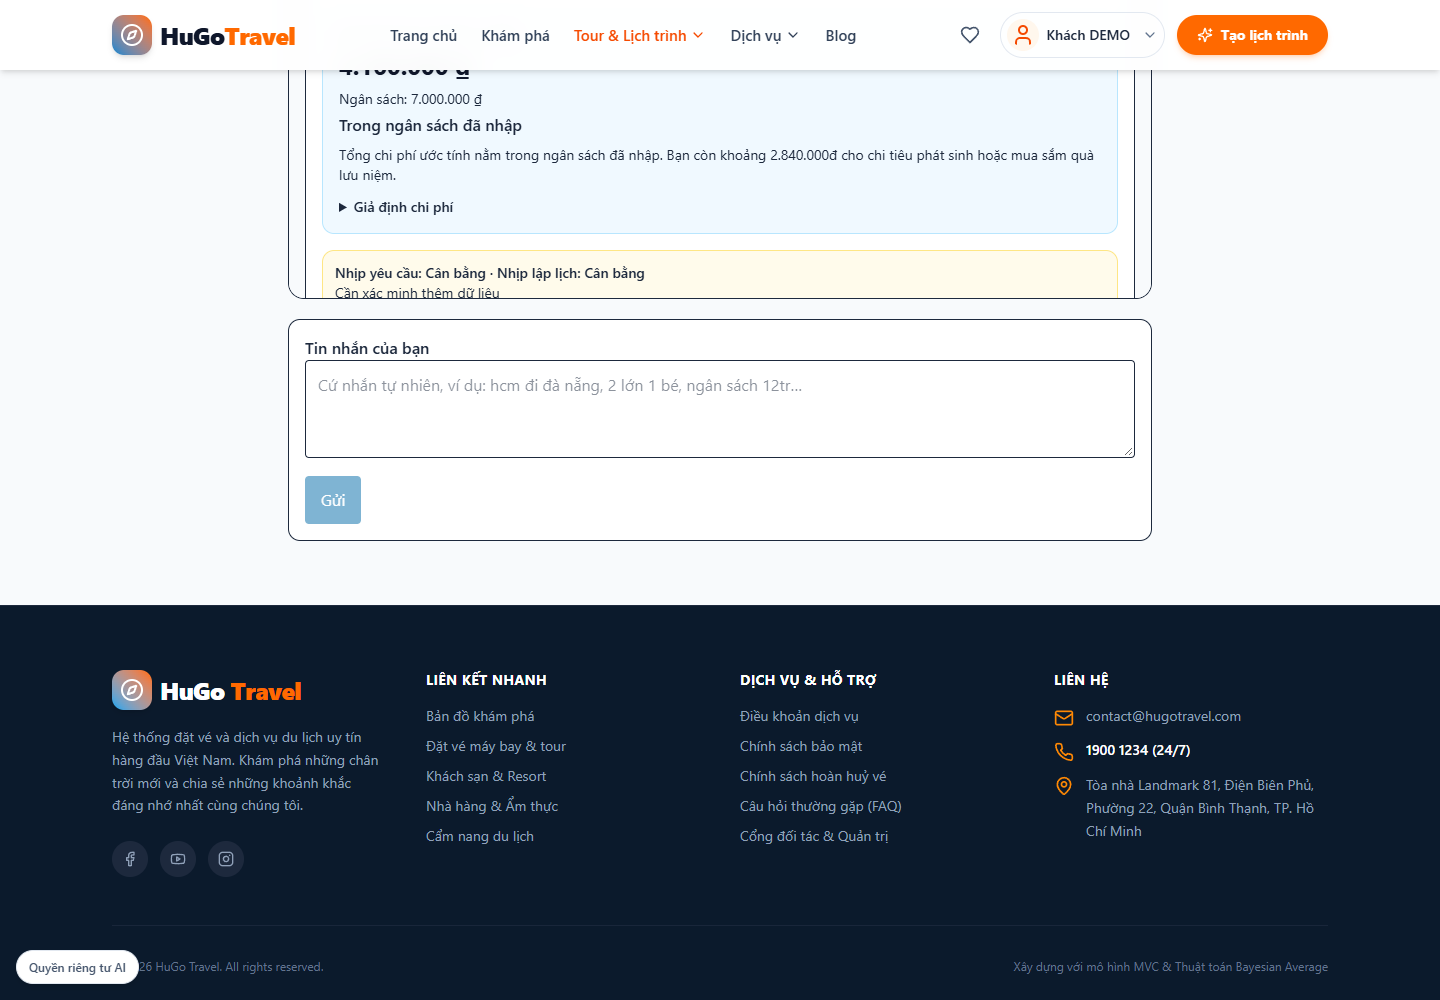 HuGoTravel
Trang chủ
Khám phá
Tour & Lịch trình
Dịch vụ
Blog
Khách DEMO
Tạo lịch trình
Ngân sách: 7.000.000 ₫
Trong ngân sách đã nhập
Tổng chi phí ước tính nằm trong ngân sách đã nhập. Bạn còn khoảng 2.840.000đ cho chi tiêu phát sinh hoặc mua sắm quà
lưu niệm.
Giả định chi phí
Nhịp yêu cầu: Cân bằng · Nhịp lập lịch: Cân bằng
Cần xác minh thêm dữ liệu
Tin nhắn của bạn
Cứ nhắn tự nhiên, ví dụ: hcm đi đà nẵng, 2 lớn 1 bé, ngân sách 12tr...
Gửi
HuGo Travel
Hệ thống đặt vé và dịch vụ du lịch uy tín
hàng đầu Việt Nam. Khám phá những chân
trời mới và chia sẻ những khoảnh khắc
đáng nhớ nhất cùng chúng tôi.
LIÊN KẾT NHANH
Bản đồ khám phá
Đặt vé máy bay & tour
Khách sạn & Resort
Nhà hàng & Ẩm thực
Cẩm nang du lịch
DỊCH VỤ & HỖ TRỢ
Điều khoản dịch vụ
Chính sách bảo mật
Chính sách hoàn huỷ vé
Câu hỏi thường gặp (FAQ)
Cổng đối tác & Quản trị
LIÊN HỆ
contact@hugotravel.com
1900 1234 (24/7)
Tòa nhà Landmark 81, Điện Biên Phủ,
Phường 22, Quận Bình Thạnh, TP. Hồ
Chí Minh
Quyền riêng tư AI
26 HuGo Travel. All rights reserved.
Xây dựng với mô hình MVC & Thuật toán Bayesian Average